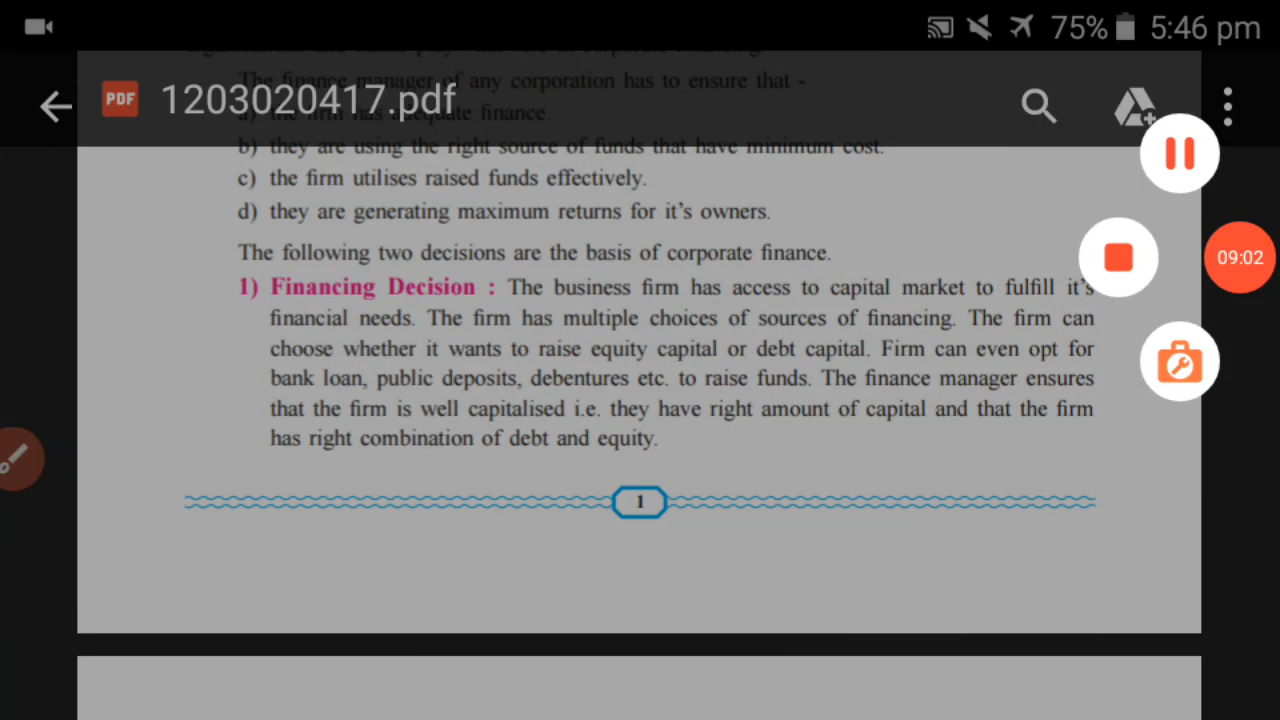 75% 5:46 pm
The finance manager of any corporation has to ensure that -
PDF 1203020417.pdf
a) the firm has adequate finance.
b) they are using the right source of funds that have minimum cost.
c) the firm utilises raised funds effectively.
d) they are generating maximum returns for it's owners.
The following two decisions are the basis of corporate finance.
09:02
1) Financing Decision : The business firm has access to capital market to fulfill it's
financial needs. The firm has multiple choices of sources of financing. The firm can
choose whether it wants to raise equity capital or debt capital. Firm can even opt for
bank loan, public deposits, debentures etc. to raise funds. The finance manager ensures
that the firm is well capitalised i.e. they have right amount of capital and that the firm
has right combination of debt and equity.
1